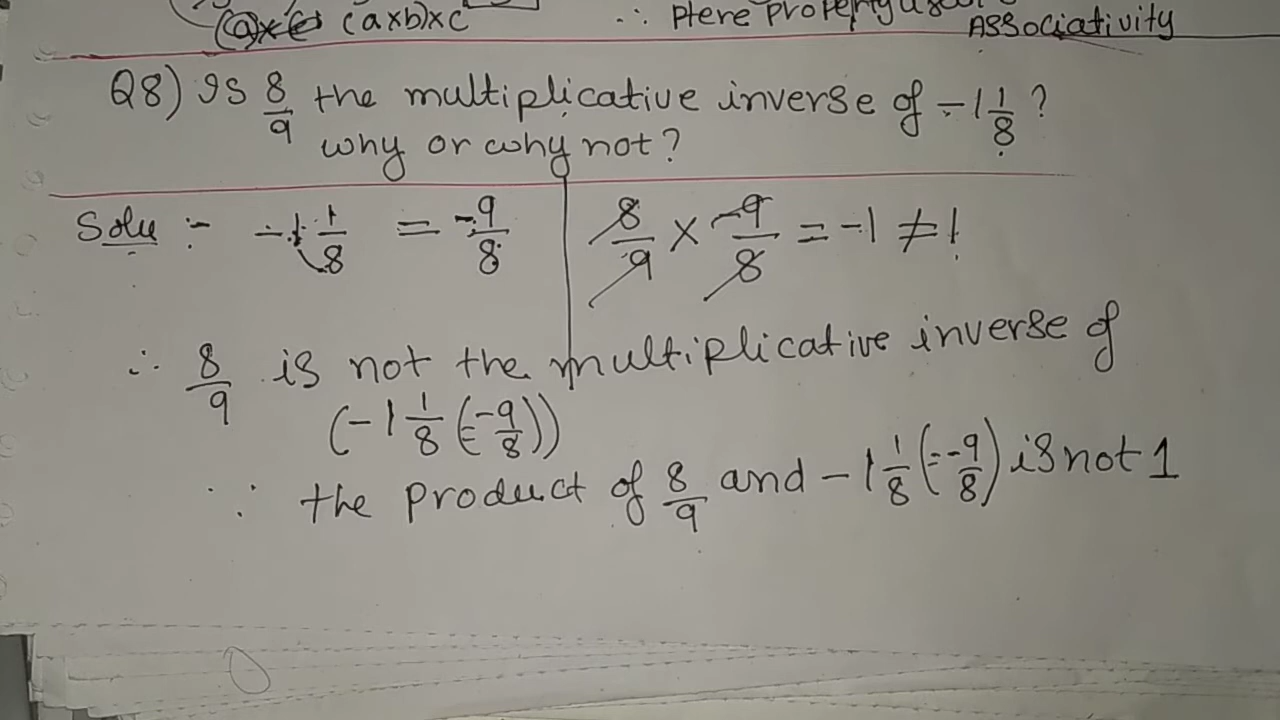 (a×b)×c ∴ Here Property used
Associativity
Q8) Is 8/9 the multiplicative inverse of -1 1/8 ?
why or why not?
Solu :- -1 1/8 = -9/8 | 8/9 × -9/8 = -1 ≠ 1
∴ 8/9 is not the multiplicative inverse of
(-1 1/8 (= -9/8))
∵ the product of 8/9 and -1 1/8 (= -9/8) is not 1